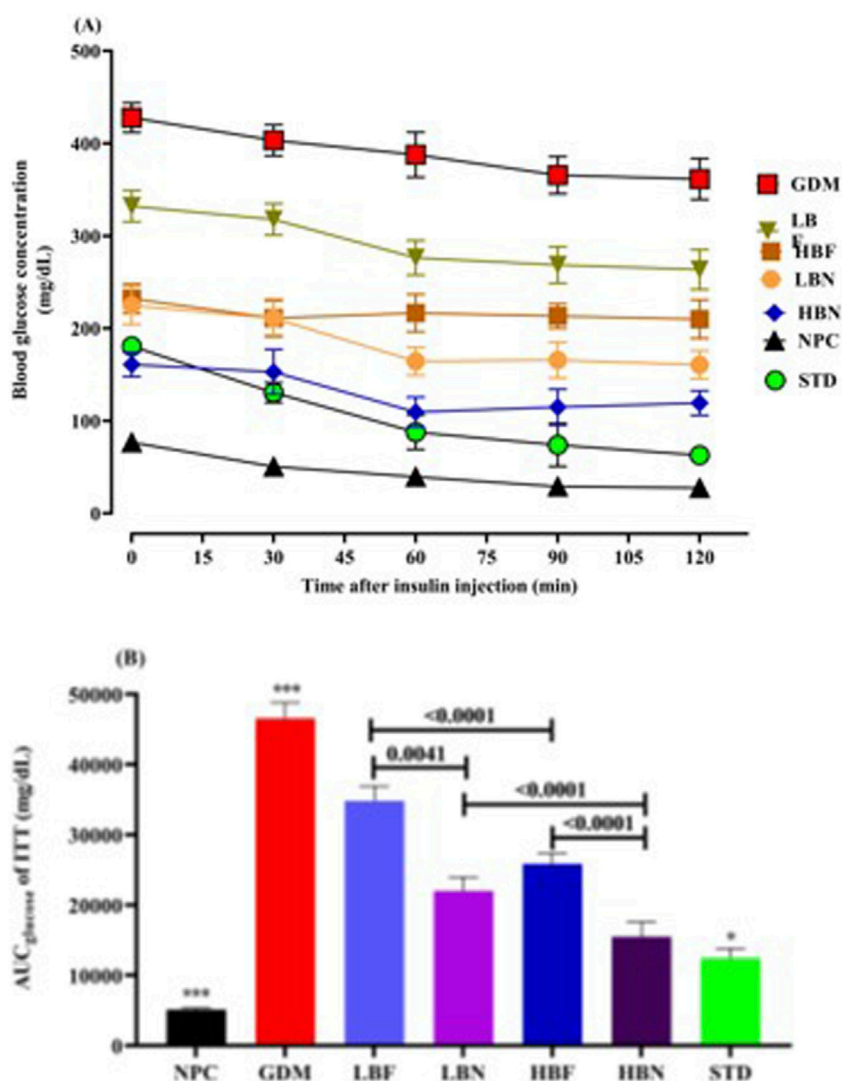 (A)
500
400
300
200
100
0
Blood glucose concentration
(mg/dL)
0 15 30 45 60 75 90 105 120
Time after insulin injection (min)
GDM
LB
F
HBF
LBN
HBN
NPC
STD
(B)
50000
40000
30000
20000
10000
0
AUCglucose of ITT (mg/dL)
***
***
<0.0001
0.0041
<0.0001
<0.0001
*
NPC GDM LBF LBN HBF HBN STD